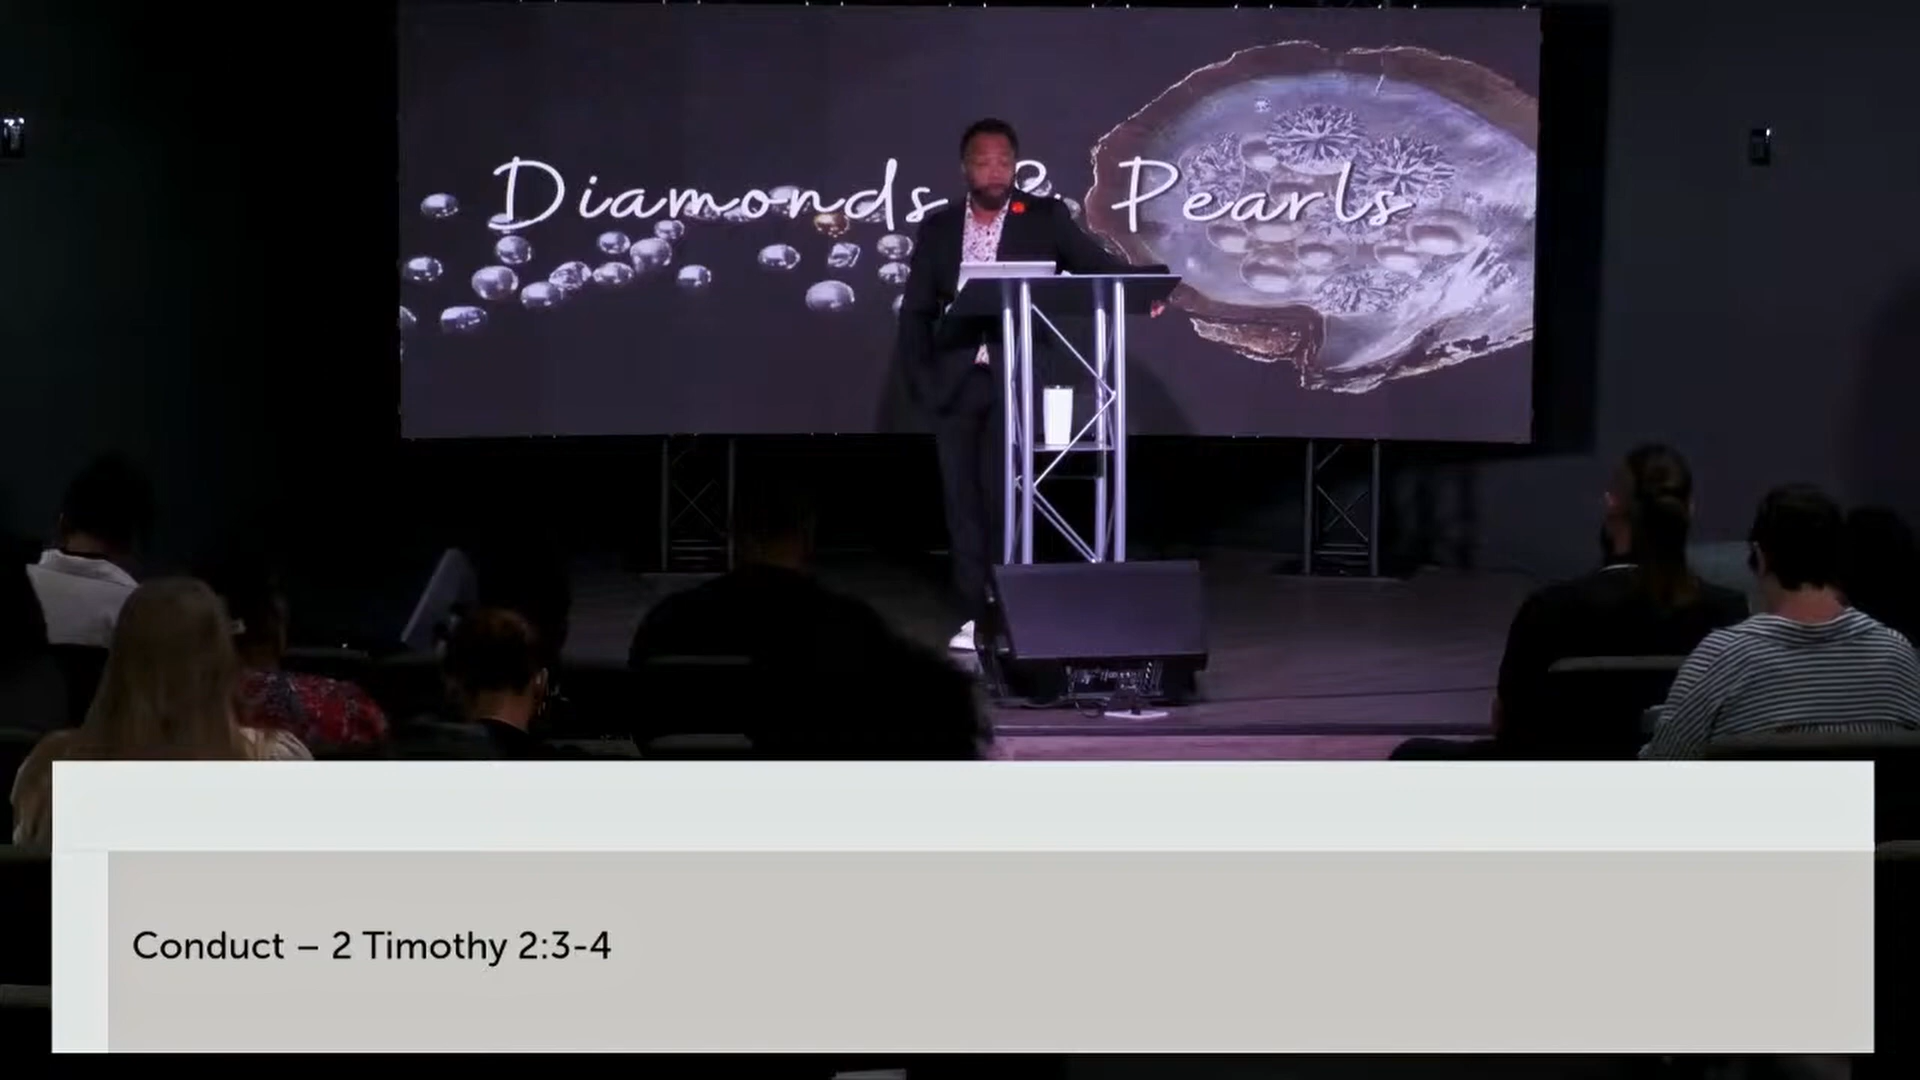 Diamonds & Pearls
Conduct – 2 Timothy 2:3-4